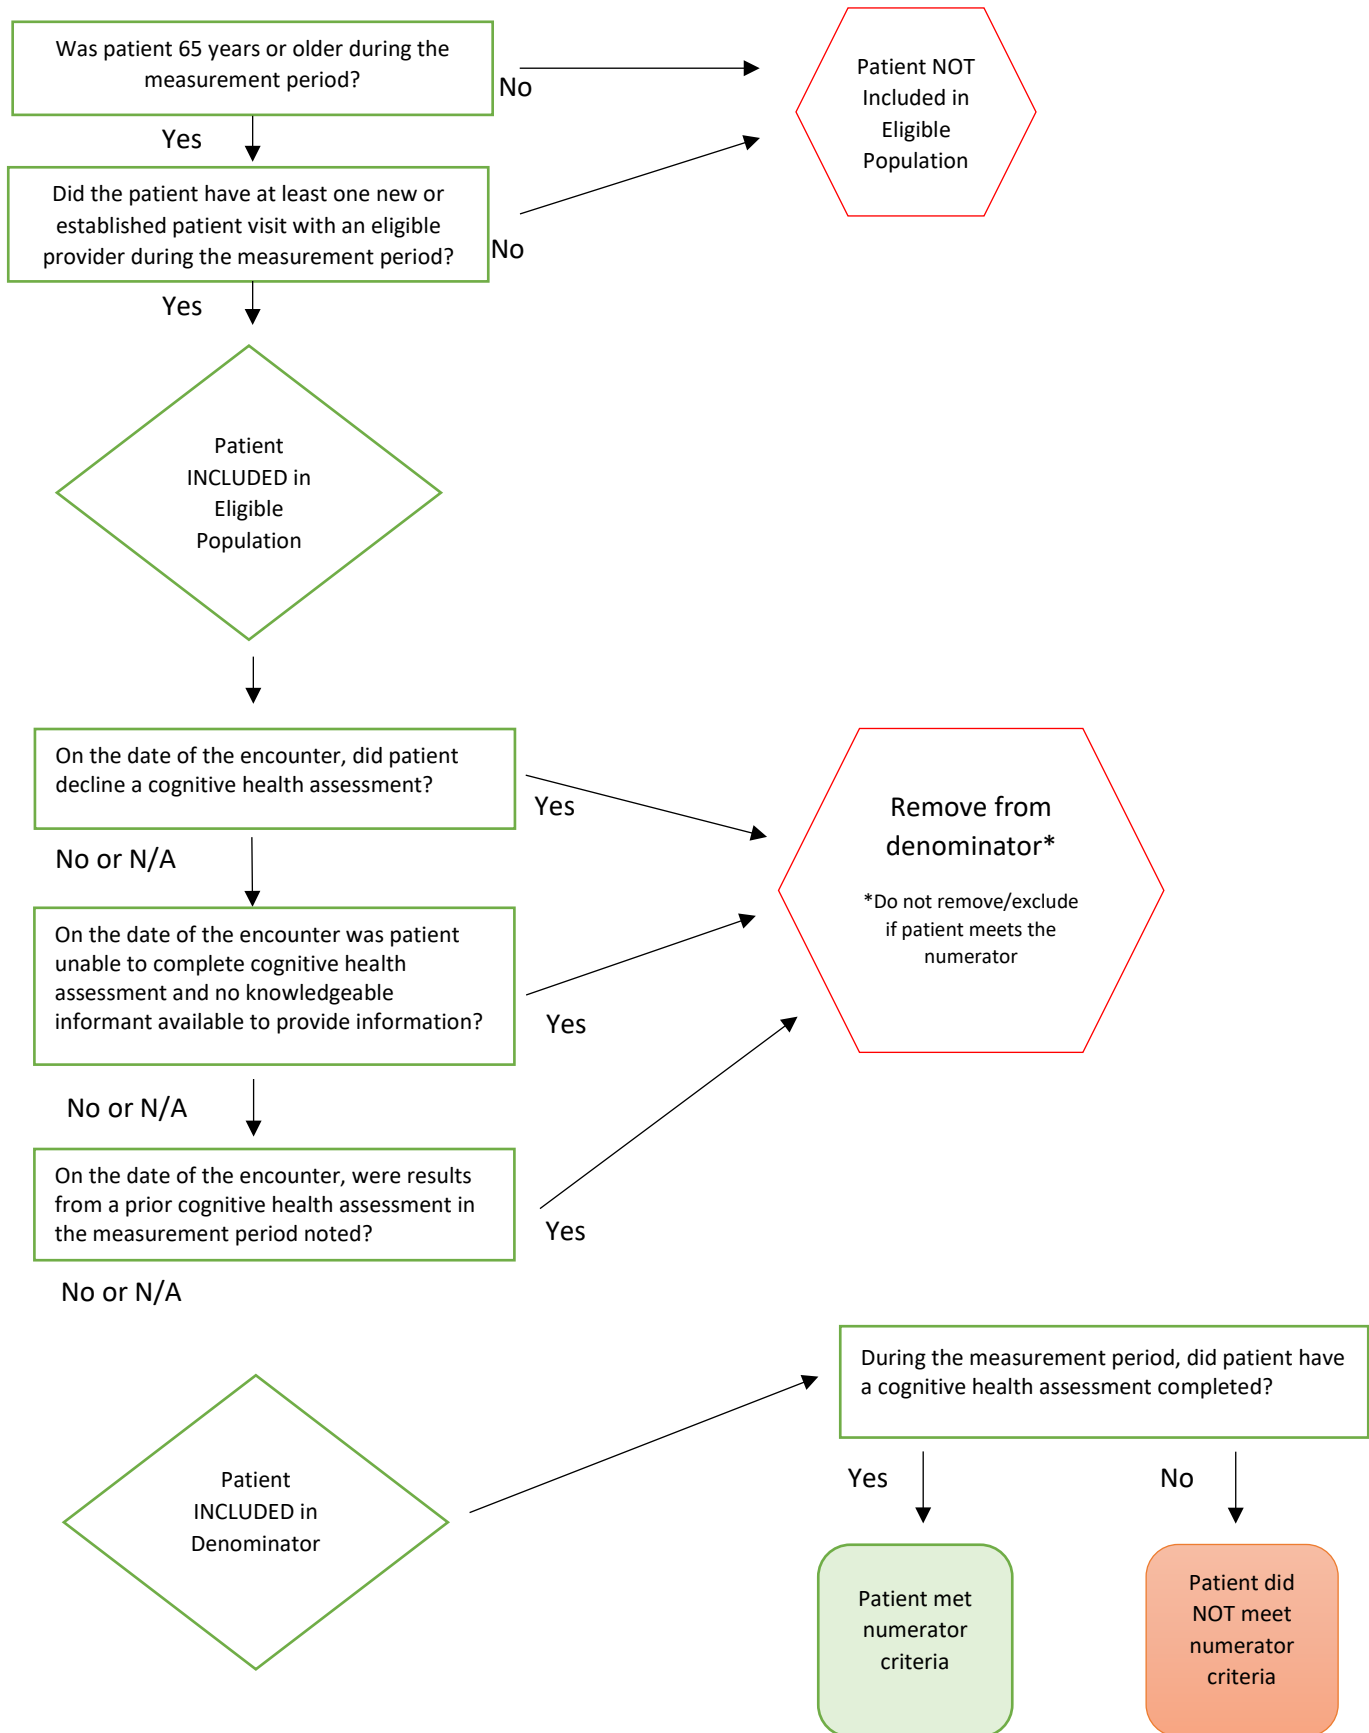 Was patient 65 years or older during the
measurement period?
No
Patient NOT
Included in
Eligible
Population
Yes
Did the patient have at least one new or
established patient visit with an eligible
provider during the measurement period?
No
Yes
Patient
INCLUDED in
Eligible
Population
On the date of the encounter, did patient
decline a cognitive health assessment?
Yes
Remove from
denominator*
*Do not remove/exclude
if patient meets the
numerator
No or N/A
On the date of the encounter was patient
unable to complete cognitive health
assessment and no knowledgeable
informant available to provide information?
Yes
No or N/A
On the date of the encounter, were results
from a prior cognitive health assessment in
the measurement period noted?
Yes
No or N/A
Patient
INCLUDED in
Denominator
During the measurement period, did patient have
a cognitive health assessment completed?
Yes
No
Patient met
numerator
criteria
Patient did
NOT meet
numerator
criteria